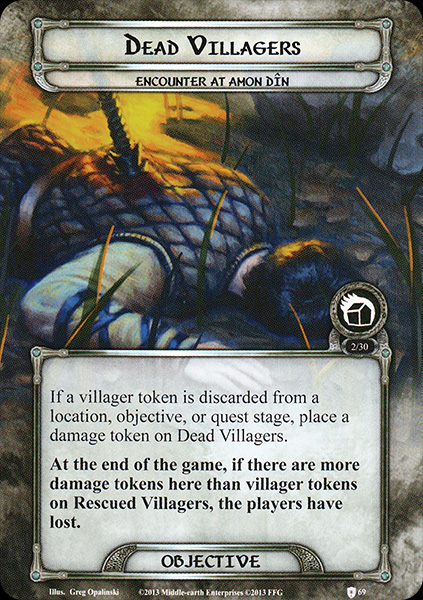 Dead Villagers
Encounter at Amon Dîn
2/30
If a villager token is discarded from a
location, objective, or quest stage, place a
damage token on Dead Villagers.
At the end of the game, if there are more
damage tokens here than villager tokens
on Rescued Villagers, the players have
lost.
Objective
Illus. Greg Opalinski ©2013 Middle-earth Enterprises ©2013 FFG 69